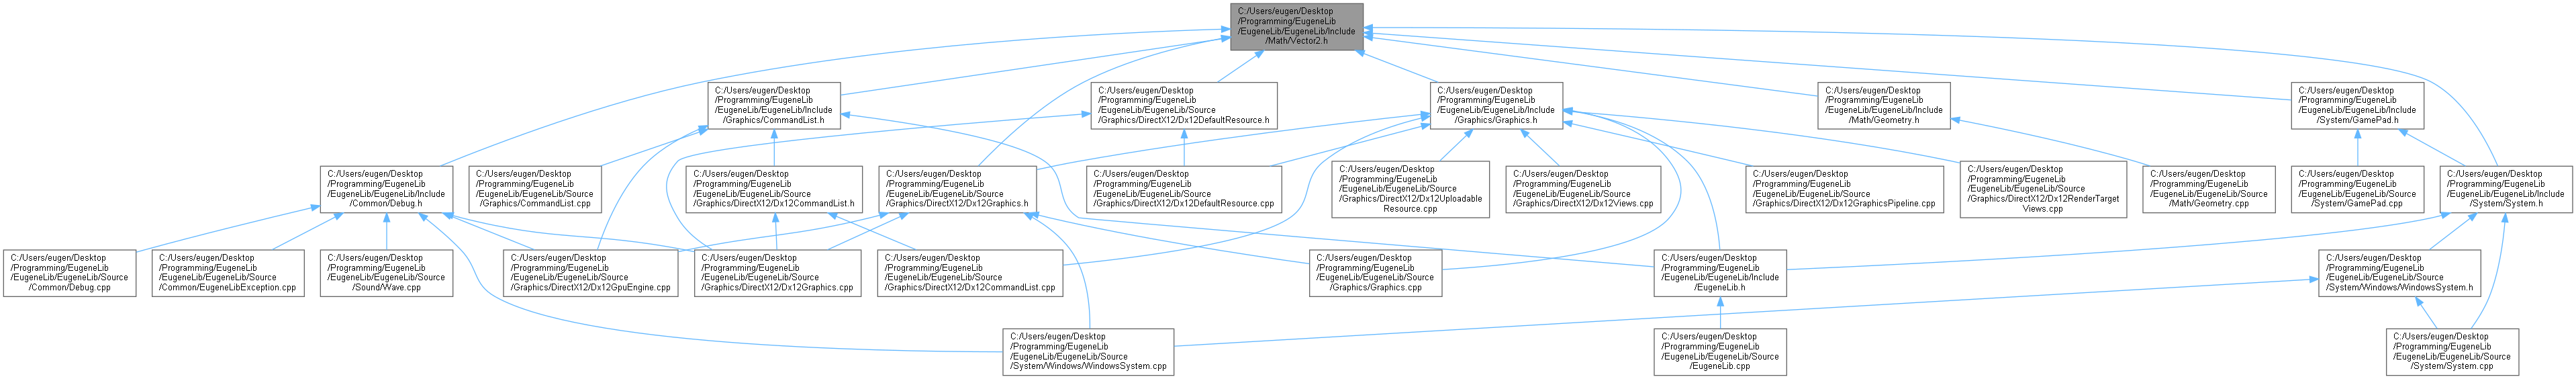 C:/Users/eugen/Desktop
/Programming/EugeneLib
/EugeneLib/EugeneLib/Include
/Math/Vector2.h
C:/Users/eugen/Desktop
/Programming/EugeneLib
/EugeneLib/EugeneLib/Include
/Graphics/CommandList.h
C:/Users/eugen/Desktop
/Programming/EugeneLib
/EugeneLib/EugeneLib/Source
/Graphics/DirectX12/Dx12DefaultResource.h
C:/Users/eugen/Desktop
/Programming/EugeneLib
/EugeneLib/EugeneLib/Include
/Graphics/Graphics.h
C:/Users/eugen/Desktop
/Programming/EugeneLib
/EugeneLib/EugeneLib/Include
/Math/Geometry.h
C:/Users/eugen/Desktop
/Programming/EugeneLib
/EugeneLib/EugeneLib/Include
/System/GamePad.h
C:/Users/eugen/Desktop
/Programming/EugeneLib
/EugeneLib/EugeneLib/Include
/Common/Debug.h
C:/Users/eugen/Desktop
/Programming/EugeneLib
/EugeneLib/EugeneLib/Source
/Graphics/CommandList.cpp
C:/Users/eugen/Desktop
/Programming/EugeneLib
/EugeneLib/EugeneLib/Source
/Graphics/DirectX12/Dx12CommandList.h
C:/Users/eugen/Desktop
/Programming/EugeneLib
/EugeneLib/EugeneLib/Source
/Graphics/DirectX12/Dx12Graphics.h
C:/Users/eugen/Desktop
/Programming/EugeneLib
/EugeneLib/EugeneLib/Source
/Graphics/DirectX12/Dx12DefaultResource.cpp
C:/Users/eugen/Desktop
/Programming/EugeneLib
/EugeneLib/EugeneLib/Source
/Graphics/DirectX12/Dx12Uploadable
Resource.cpp
C:/Users/eugen/Desktop
/Programming/EugeneLib
/EugeneLib/EugeneLib/Source
/Graphics/DirectX12/Dx12Views.cpp
C:/Users/eugen/Desktop
/Programming/EugeneLib
/EugeneLib/EugeneLib/Source
/Graphics/DirectX12/Dx12GraphicsPipeline.cpp
C:/Users/eugen/Desktop
/Programming/EugeneLib
/EugeneLib/EugeneLib/Source
/Graphics/DirectX12/Dx12RenderTarget
Views.cpp
C:/Users/eugen/Desktop
/Programming/EugeneLib
/EugeneLib/EugeneLib/Source
/Math/Geometry.cpp
C:/Users/eugen/Desktop
/Programming/EugeneLib
/EugeneLib/EugeneLib/Source
/System/GamePad.cpp
C:/Users/eugen/Desktop
/Programming/EugeneLib
/EugeneLib/EugeneLib/Include
/System/System.h
C:/Users/eugen/Desktop
/Programming/EugeneLib
/EugeneLib/EugeneLib/Source
/Common/Debug.cpp
C:/Users/eugen/Desktop
/Programming/EugeneLib
/EugeneLib/EugeneLib/Source
/Common/EugeneLibException.cpp
C:/Users/eugen/Desktop
/Programming/EugeneLib
/EugeneLib/EugeneLib/Source
/Sound/Wave.cpp
C:/Users/eugen/Desktop
/Programming/EugeneLib
/EugeneLib/EugeneLib/Source
/Graphics/DirectX12/Dx12GpuEngine.cpp
C:/Users/eugen/Desktop
/Programming/EugeneLib
/EugeneLib/EugeneLib/Source
/Graphics/DirectX12/Dx12Graphics.cpp
C:/Users/eugen/Desktop
/Programming/EugeneLib
/EugeneLib/EugeneLib/Source
/Graphics/DirectX12/Dx12CommandList.cpp
C:/Users/eugen/Desktop
/Programming/EugeneLib
/EugeneLib/EugeneLib/Source
/Graphics/Graphics.cpp
C:/Users/eugen/Desktop
/Programming/EugeneLib
/EugeneLib/EugeneLib/Include
/EugeneLib.h
C:/Users/eugen/Desktop
/Programming/EugeneLib
/EugeneLib/EugeneLib/Source
/System/Windows/WindowsSystem.h
C:/Users/eugen/Desktop
/Programming/EugeneLib
/EugeneLib/EugeneLib/Source
/System/Windows/WindowsSystem.cpp
C:/Users/eugen/Desktop
/Programming/EugeneLib
/EugeneLib/EugeneLib/Source
/EugeneLib.cpp
C:/Users/eugen/Desktop
/Programming/EugeneLib
/EugeneLib/EugeneLib/Source
/System/System.cpp